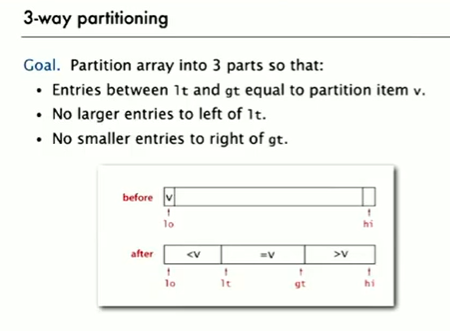 3-way partitioning
Goal. Partition array into 3 parts so that:
• Entries between lt and gt equal to partition item v.
• No larger entries to left of lt.
• No smaller entries to right of gt.
before v
lo hi
after <v =v >v
lo lt gt hi